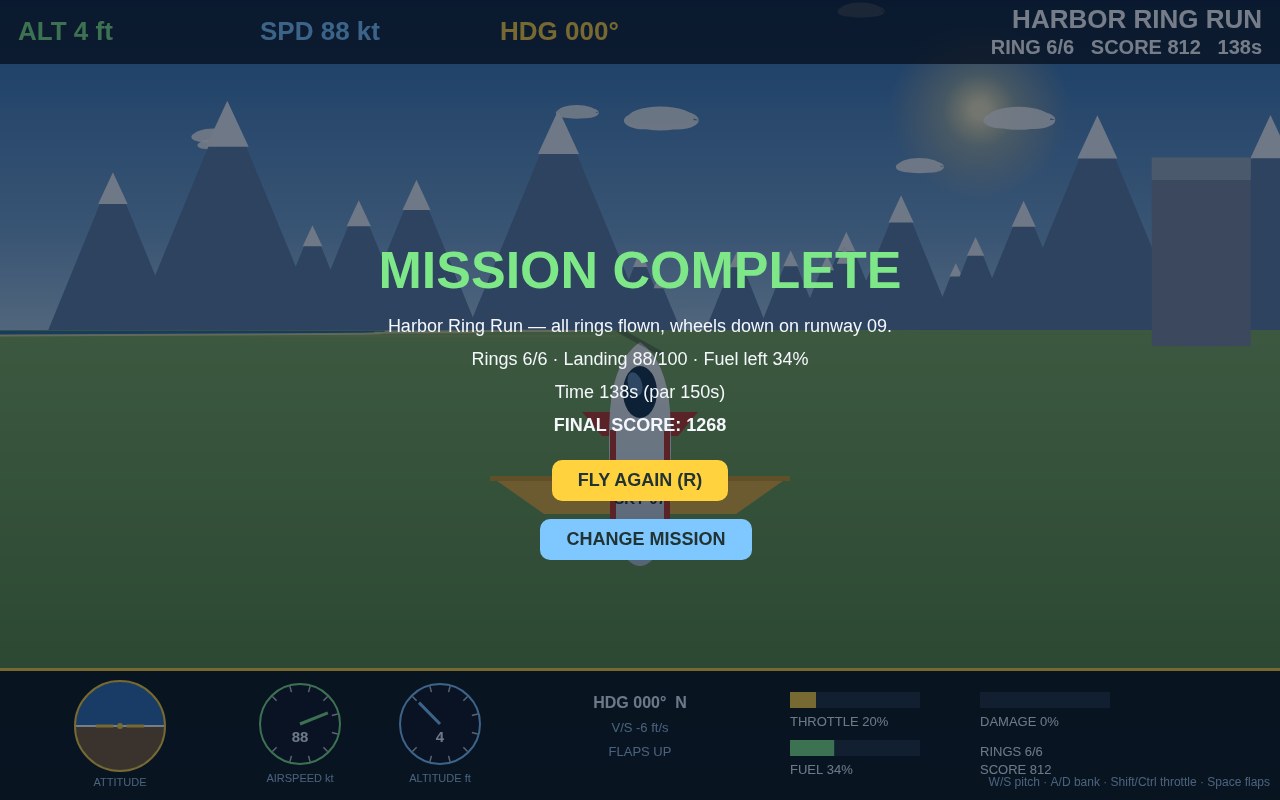 ALT 4 ft
SPD 88 kt
HDG 000°
HARBOR RING RUN
RING 6/6 SCORE 812 138s
MISSION COMPLETE
Harbor Ring Run — all rings flown, wheels down on runway 09.
Rings 6/6 · Landing 88/100 · Fuel left 34%
Time 138s (par 150s)
FINAL SCORE: 1268
FLY AGAIN (R)
CHANGE MISSION
88
4
ATTITUDE
AIRSPEED kt
ALTITUDE ft
HDG 000° N
V/S -6 ft/s
FLAPS UP
THROTTLE 20%
FUEL 34%
DAMAGE 0%
RINGS 6/6
SCORE 812
W/S pitch · A/D bank · Shift/Ctrl throttle · Space flaps